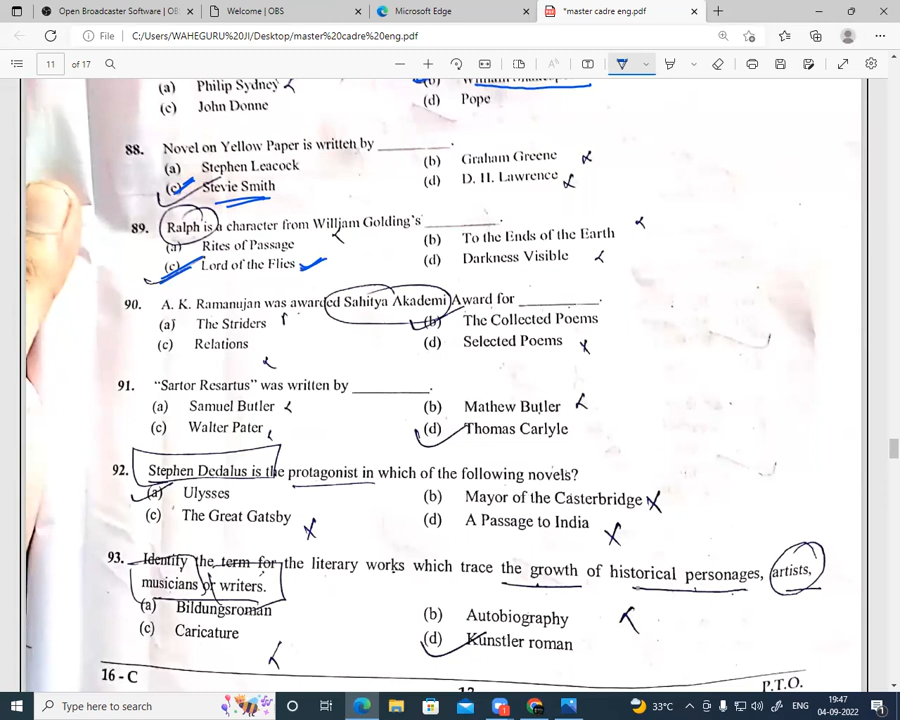 Open Broadcaster Software | OBS
Welcome | OBS
Microsoft Edge
*master cadre eng.pdf
File
C:/Users/WAHEGURU%20JI/Desktop/master%20cadre%20eng.pdf
11 of 17
(a) Philip Sydney
(c) John Donne (d) Pope
88. Novel on Yellow Paper is written by ________.
(a) Stephen Leacock (b) Graham Greene
(c) Stevie Smith (d) D. H. Lawrence
89. Ralph is a character from William Golding's ________.
(a) Rites of Passage (b) To the Ends of the Earth
(c) Lord of the Flies (d) Darkness Visible
90. A. K. Ramanujan was awarded Sahitya Akademi Award for ________.
(a) The Striders (b) The Collected Poems
(c) Relations (d) Selected Poems
91. "Sartor Resartus" was written by ________.
(a) Samuel Butler (b) Mathew Butler
(c) Walter Pater (d) Thomas Carlyle
92. Stephen Dedalus is the protagonist in which of the following novels?
(a) Ulysses (b) Mayor of the Casterbridge
(c) The Great Gatsby (d) A Passage to India
93. Identify the term for the literary works which trace the growth of historical personages, artists,
musicians or writers.
(a) Bildungsroman (b) Autobiography
(c) Caricature (d) Kunstler roman
16 - C P.T.O.
Type here to search
33°C
ENG
19:47
04-09-2022